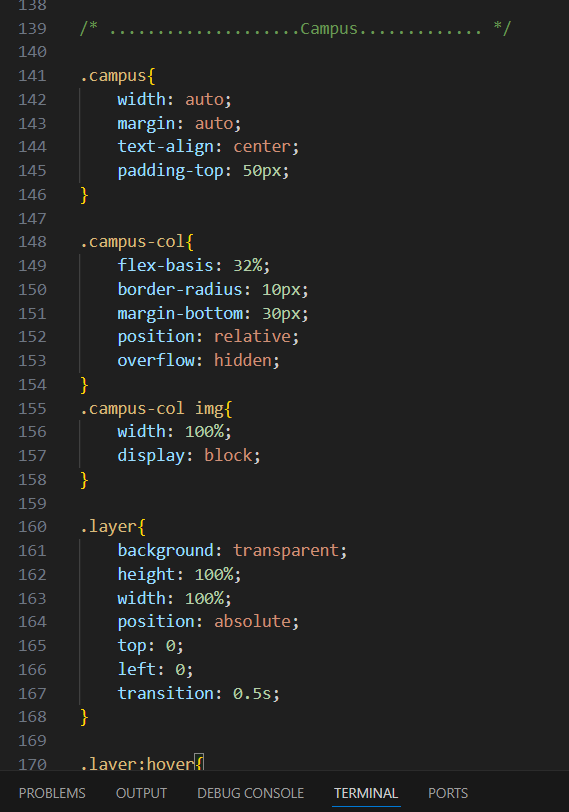 138
139 /* ....................Campus............. */
140
141 .campus{
142     width: auto;
143     margin: auto;
144     text-align: center;
145     padding-top: 50px;
146 }
147
148 .campus-col{
149     flex-basis: 32%;
150     border-radius: 10px;
151     margin-bottom: 30px;
152     position: relative;
153     overflow: hidden;
154 }
155 .campus-col img{
156     width: 100%;
157     display: block;
158 }
159
160 .layer{
161     background: transparent;
162     height: 100%;
163     width: 100%;
164     position: absolute;
165     top: 0;
166     left: 0;
167     transition: 0.5s;
168 }
169
170 .layer:hover{
PROBLEMS OUTPUT DEBUG CONSOLE TERMINAL PORTS